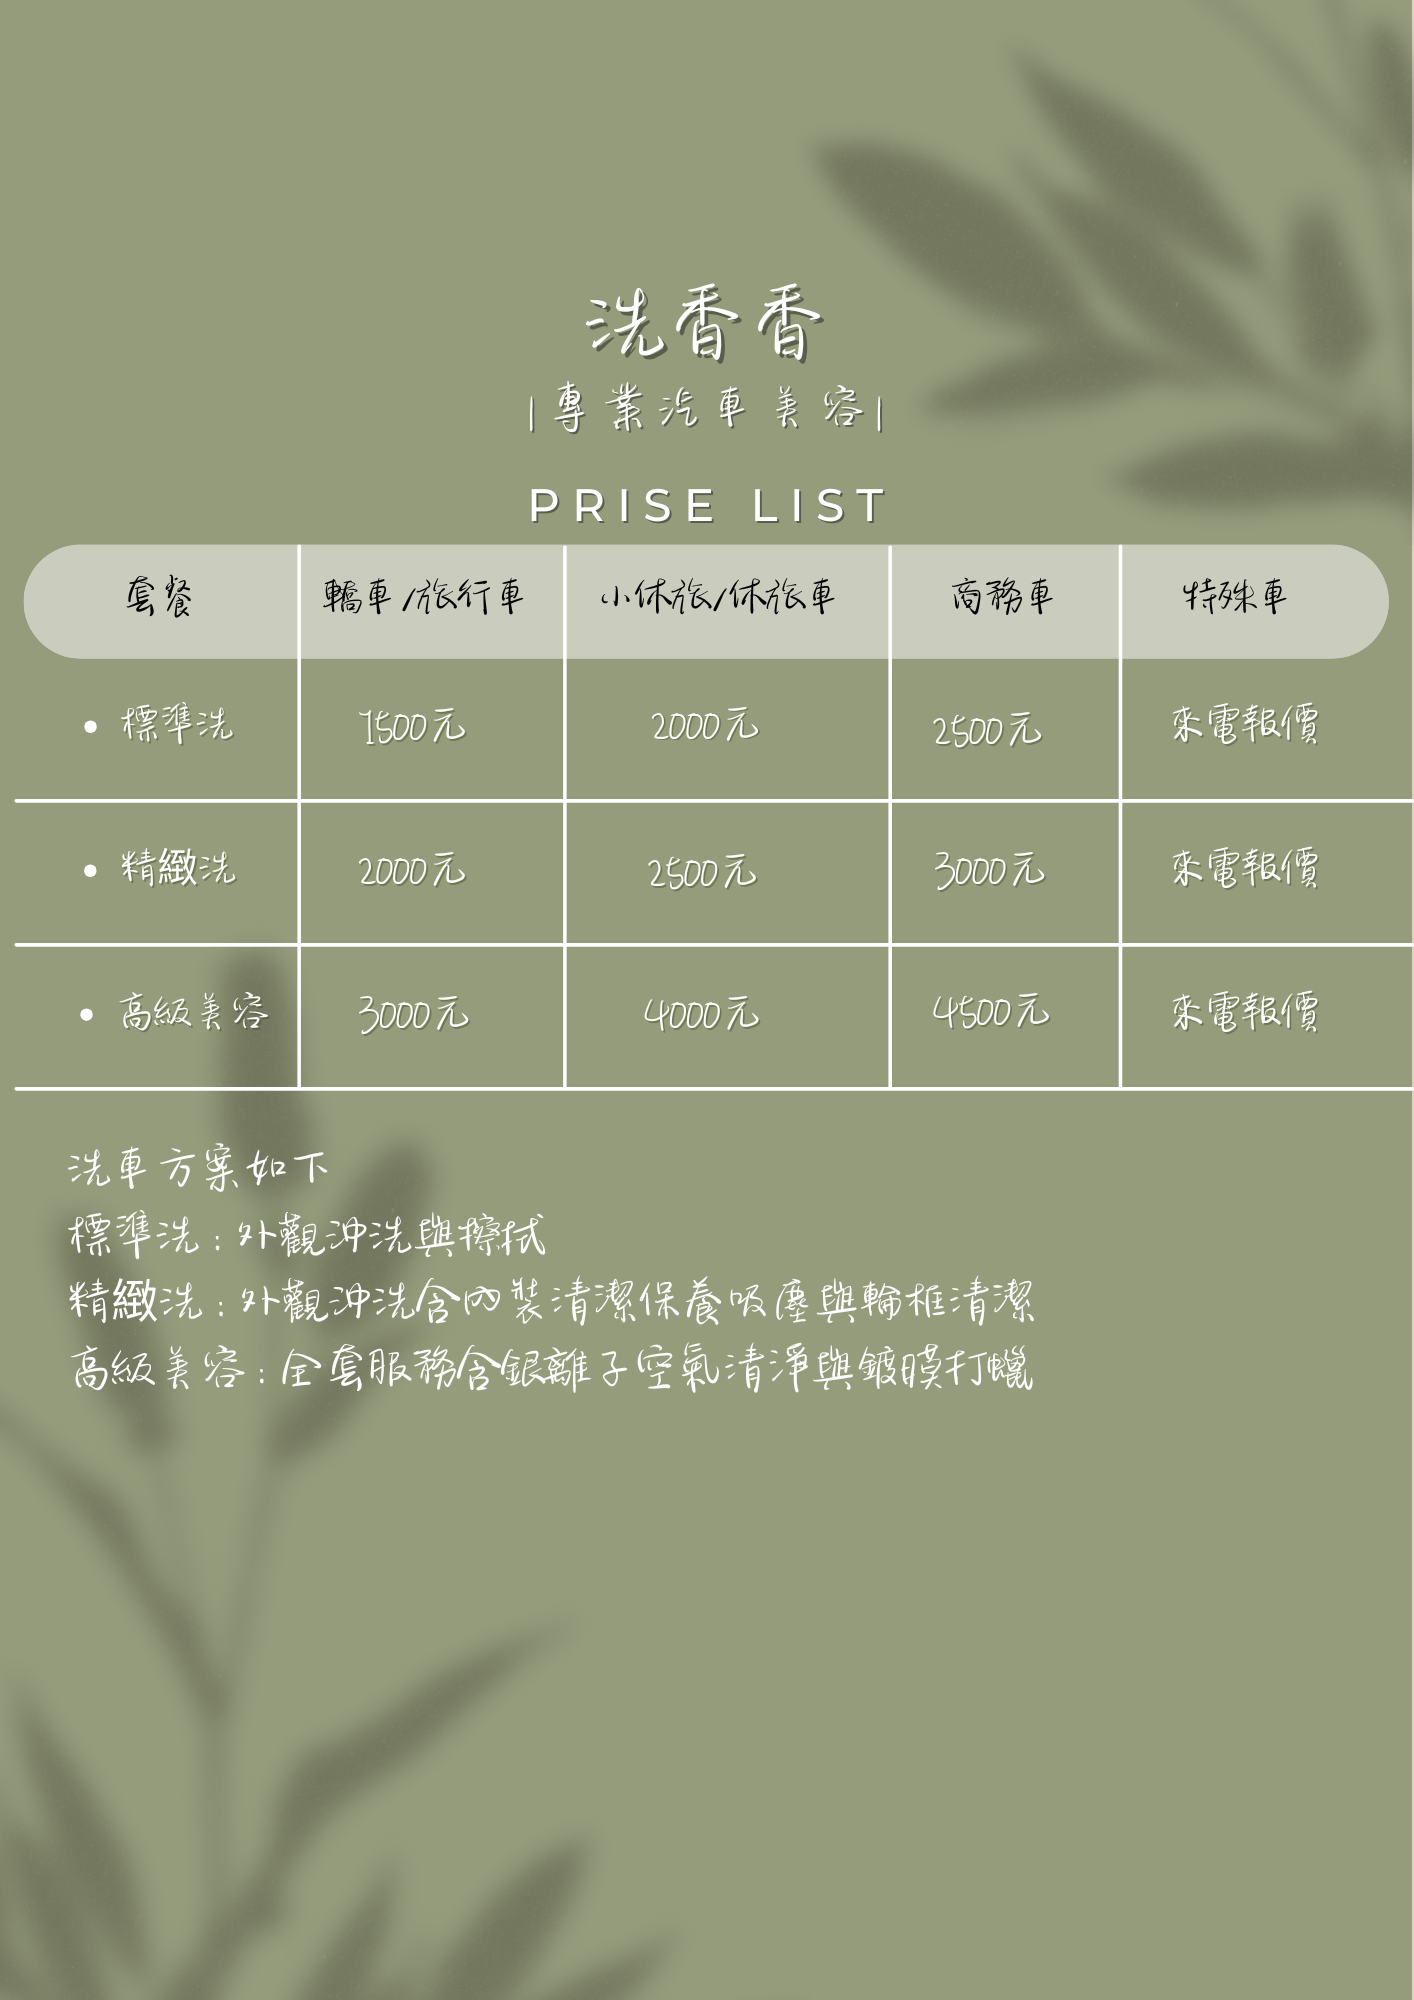 洗香香
|專業汽車美容|
PRISE LIST
套餐 轎車/旅行車 小休旅/休旅車 商務車 特殊車
• 標準洗 1500元 2000元 2500元 來電報價
• 精緻洗 2000元 2500元 3000元 來電報價
• 高級美容 3000元 4000元 4500元 來電報價
洗車方案如下
標準洗：外觀沖洗與擦拭
精緻洗：外觀沖洗含內裝清潔保養吸塵與輪框清潔
高級美容：全套服務含銀離子空氣清淨與鍍膜打蠟